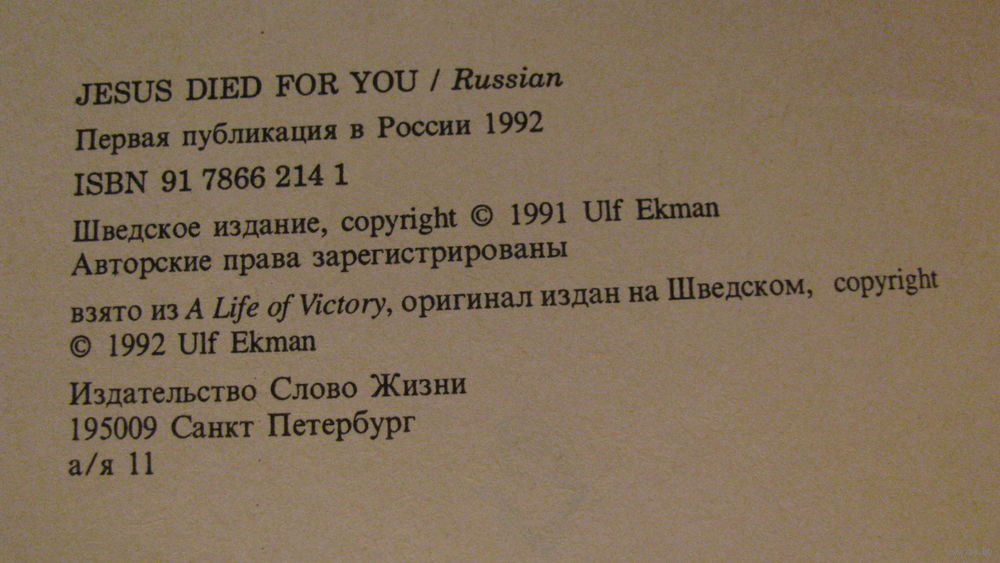 JESUS DIED FOR YOU / Russian
Первая публикация в России 1992
ISBN 91 7866 214 1
Шведское издание, copyright © 1991 Ulf Ekman
Авторские права зарегистрированы
взято из A Life of Victory, оригинал издан на Шведском, copyright
© 1992 Ulf Ekman
Издательство Слово Жизни
195009 Санкт Петербург
а/я 11